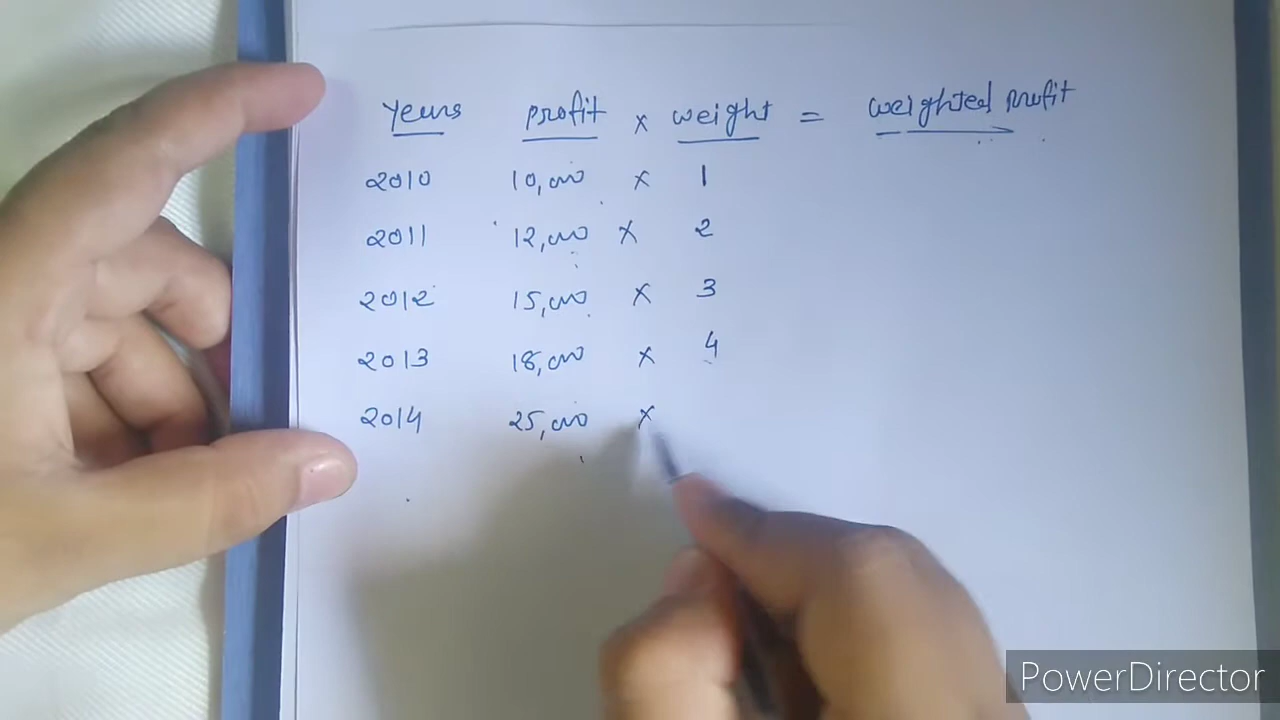 Years profit × weight = weighted profit
2010 10,000 × 1
2011 12,000 × 2
2012 15,000 × 3
2013 18,000 × 4
2014 25,000 ×
PowerDirector